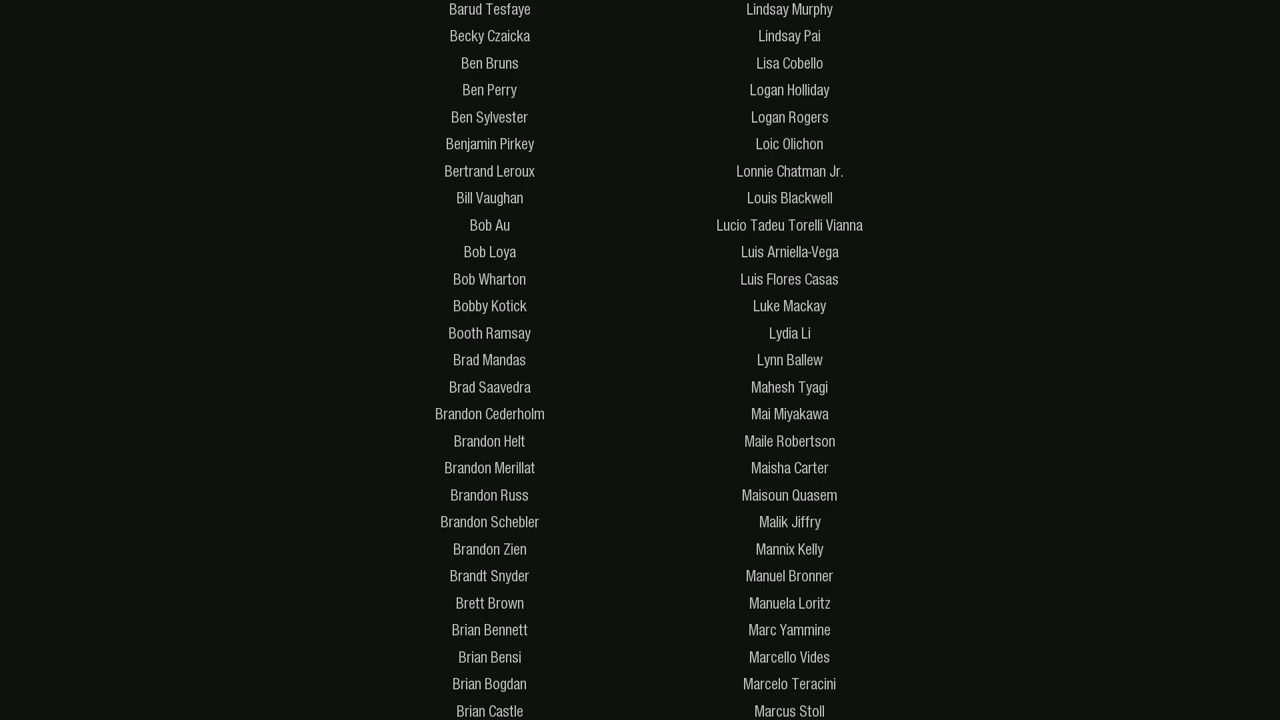 Barud Tesfaye
Becky Czaicka
Ben Bruns
Ben Perry
Ben Sylvester
Benjamin Pirkey
Bertrand Leroux
Bill Vaughan
Bob Au
Bob Loya
Bob Wharton
Bobby Kotick
Booth Ramsay
Brad Mandas
Brad Saavedra
Brandon Cederholm
Brandon Helt
Brandon Merillat
Brandon Russ
Brandon Schebler
Brandon Zien
Brandt Snyder
Brett Brown
Brian Bennett
Brian Bensi
Brian Bogdan
Brian Castle
Lindsay Murphy
Lindsay Pai
Lisa Cobello
Logan Holliday
Logan Rogers
Loic Olichon
Lonnie Chatman Jr.
Louis Blackwell
Lucio Tadeu Torelli Vianna
Luis Arniella-Vega
Luis Flores Casas
Luke Mackay
Lydia Li
Lynn Ballew
Mahesh Tyagi
Mai Miyakawa
Maile Robertson
Maisha Carter
Maisoun Quasem
Malik Jiffry
Mannix Kelly
Manuel Bronner
Manuela Loritz
Marc Yammine
Marcello Vides
Marcelo Teracini
Marcus Stoll